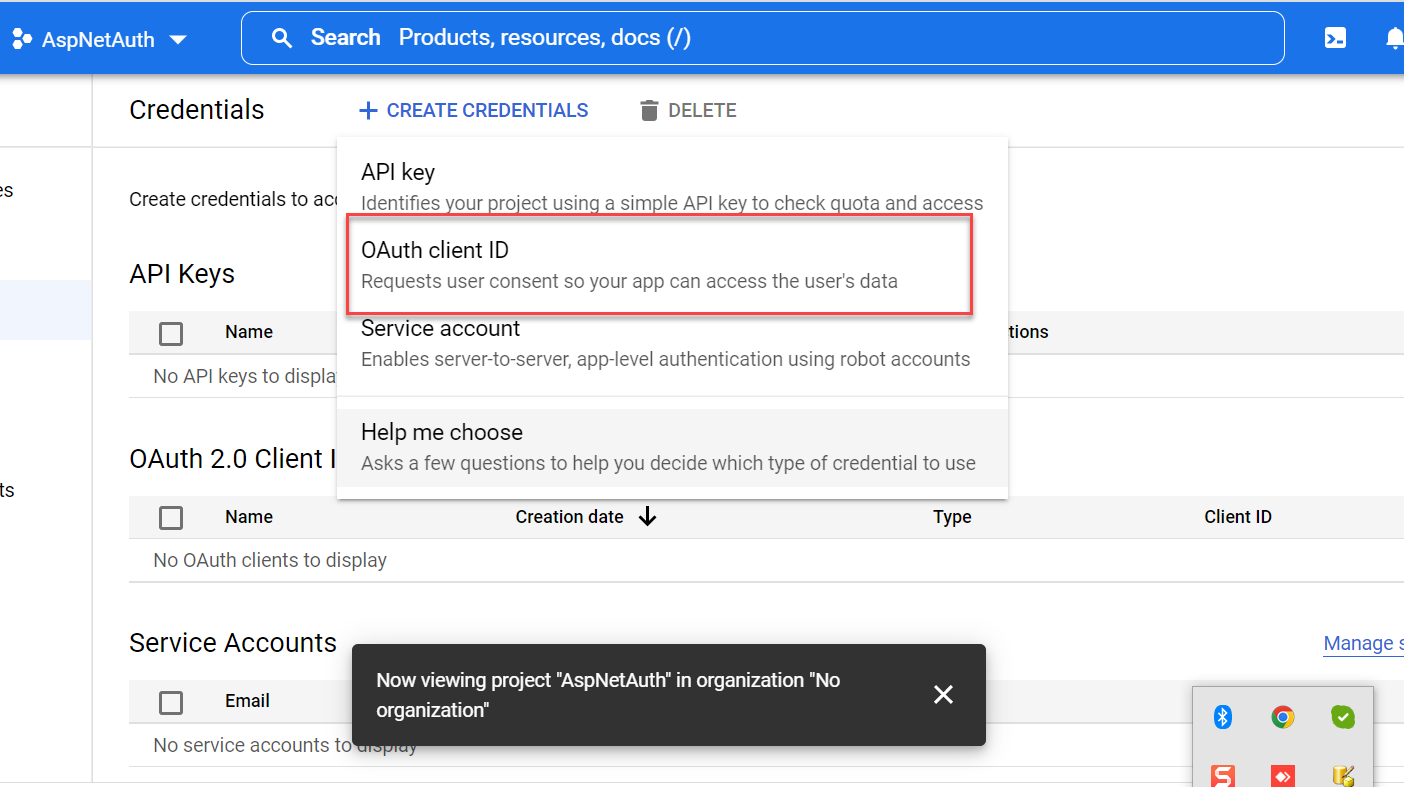 AspNetAuth
Search Products, resources, docs (/)
Credentials
CREATE CREDENTIALS
DELETE
es
API key
Identifies your project using a simple API key to check quota and access
Create credentials to acc
OAuth client ID
Requests user consent so your app can access the user's data
API Keys
Service account
Enables server-to-server, app-level authentication using robot accounts
Name
tions
No API keys to displa
Help me choose
Asks a few questions to help you decide which type of credential to use
OAuth 2.0 Client I
ts
Name Creation date Type Client ID
No OAuth clients to display
Service Accounts
Manage s
Now viewing project "AspNetAuth" in organization "No
organization"
Email
No service accounts to display